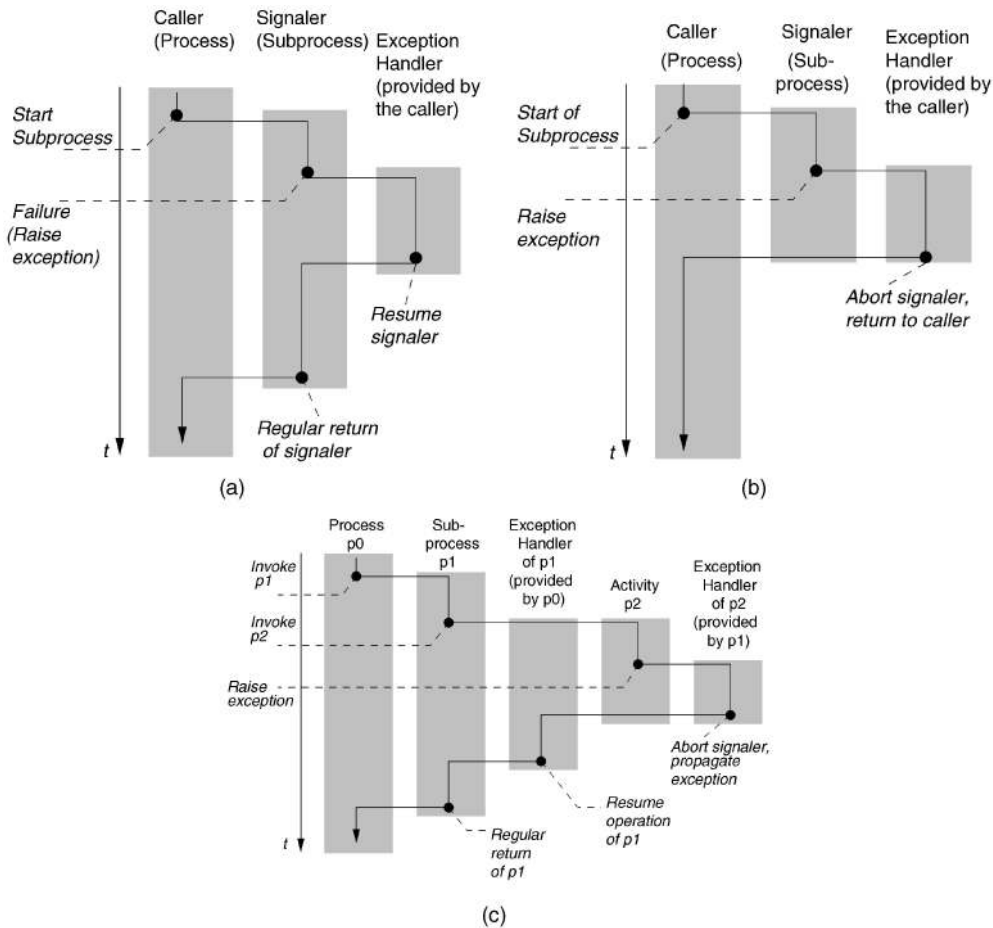 Caller
(Process)
Signaler
(Subprocess)
Exception
Handler
(provided by
the caller)
Start
Subprocess
Failure
(Raise
exception)
Resume
signaler
Regular return
of signaler
t
(a)
Caller
(Process)
Signaler
(Sub-
process)
Exception
Handler
(provided by
the caller)
Start of
Subprocess
Raise
exception
Abort signaler,
return to caller
t
(b)
Process
p0
Sub-
process
p1
Exception
Handler
of p1
(provided
by p0)
Activity
p2
Exception
Handler
of p2
(provided
by p1)
Invoke
p1
Invoke
p2
Raise
exception
Abort signaler,
propagate
exception
Resume
operation
of p1
Regular
return
of p1
t
(c)